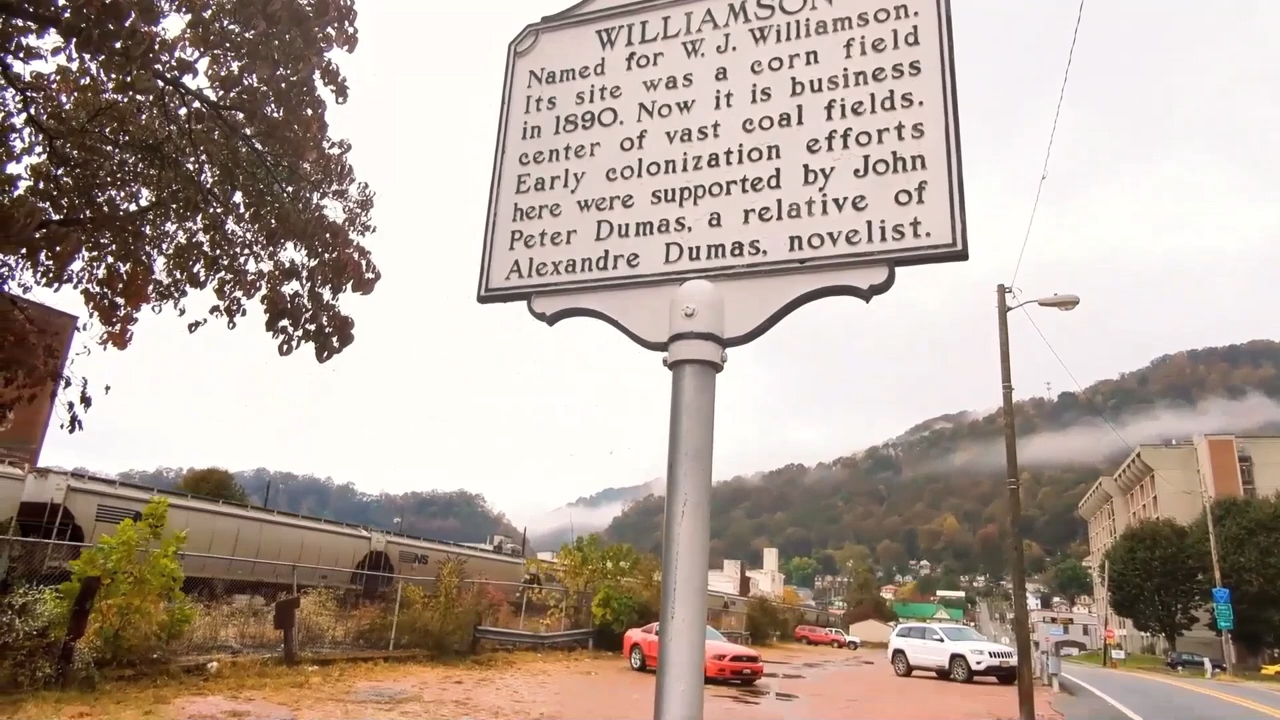 WILLIAMSON
Named for W. J. Williamson.
Its site was a corn field
in 1890. Now it is business
center of vast coal fields.
Early colonization efforts
here were supported by John
Peter Dumas, a relative of
Alexandre Dumas, novelist.
NS